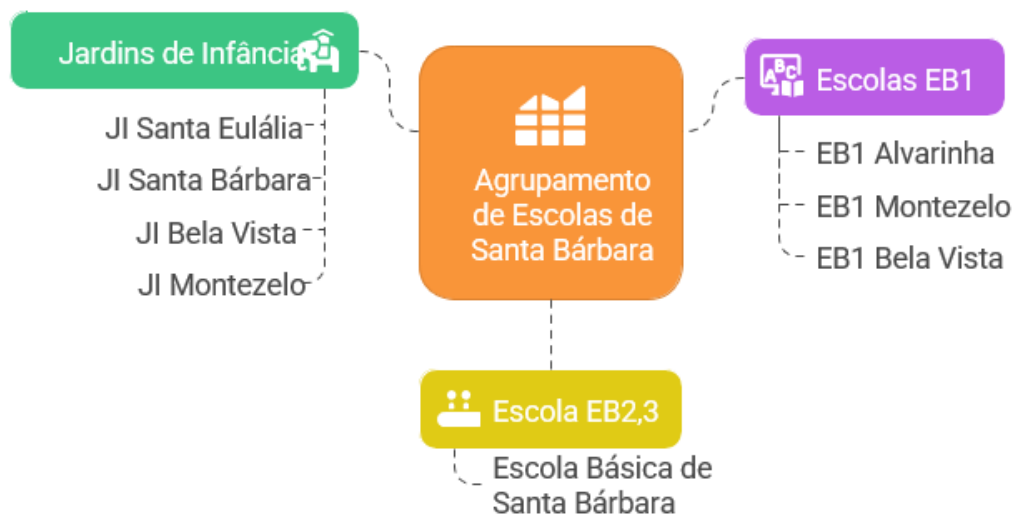 Jardins de Infância
JI Santa Eulália
JI Santa Bárbara
JI Bela Vista
JI Montezelo
Agrupamento
de Escolas de
Santa Bárbara
ABC
Escolas EB1
EB1 Alvarinha
EB1 Montezelo
EB1 Bela Vista
Escola EB2,3
Escola Básica de
Santa Bárbara